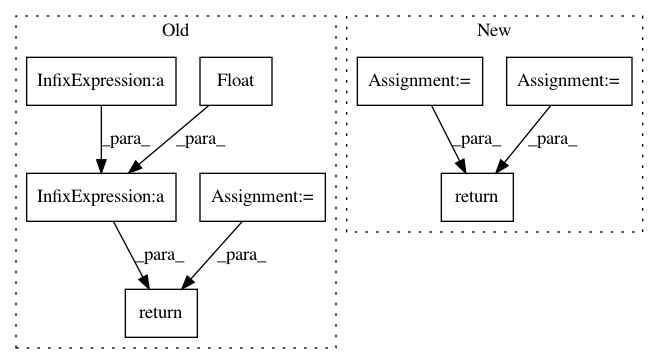 Old
New
InfixExpression:a
Float
Assignment:=
Assignment:=
_para_
_para_
_para_
_para_
InfixExpression:a
Assignment:=
return
_para_
_para_
return